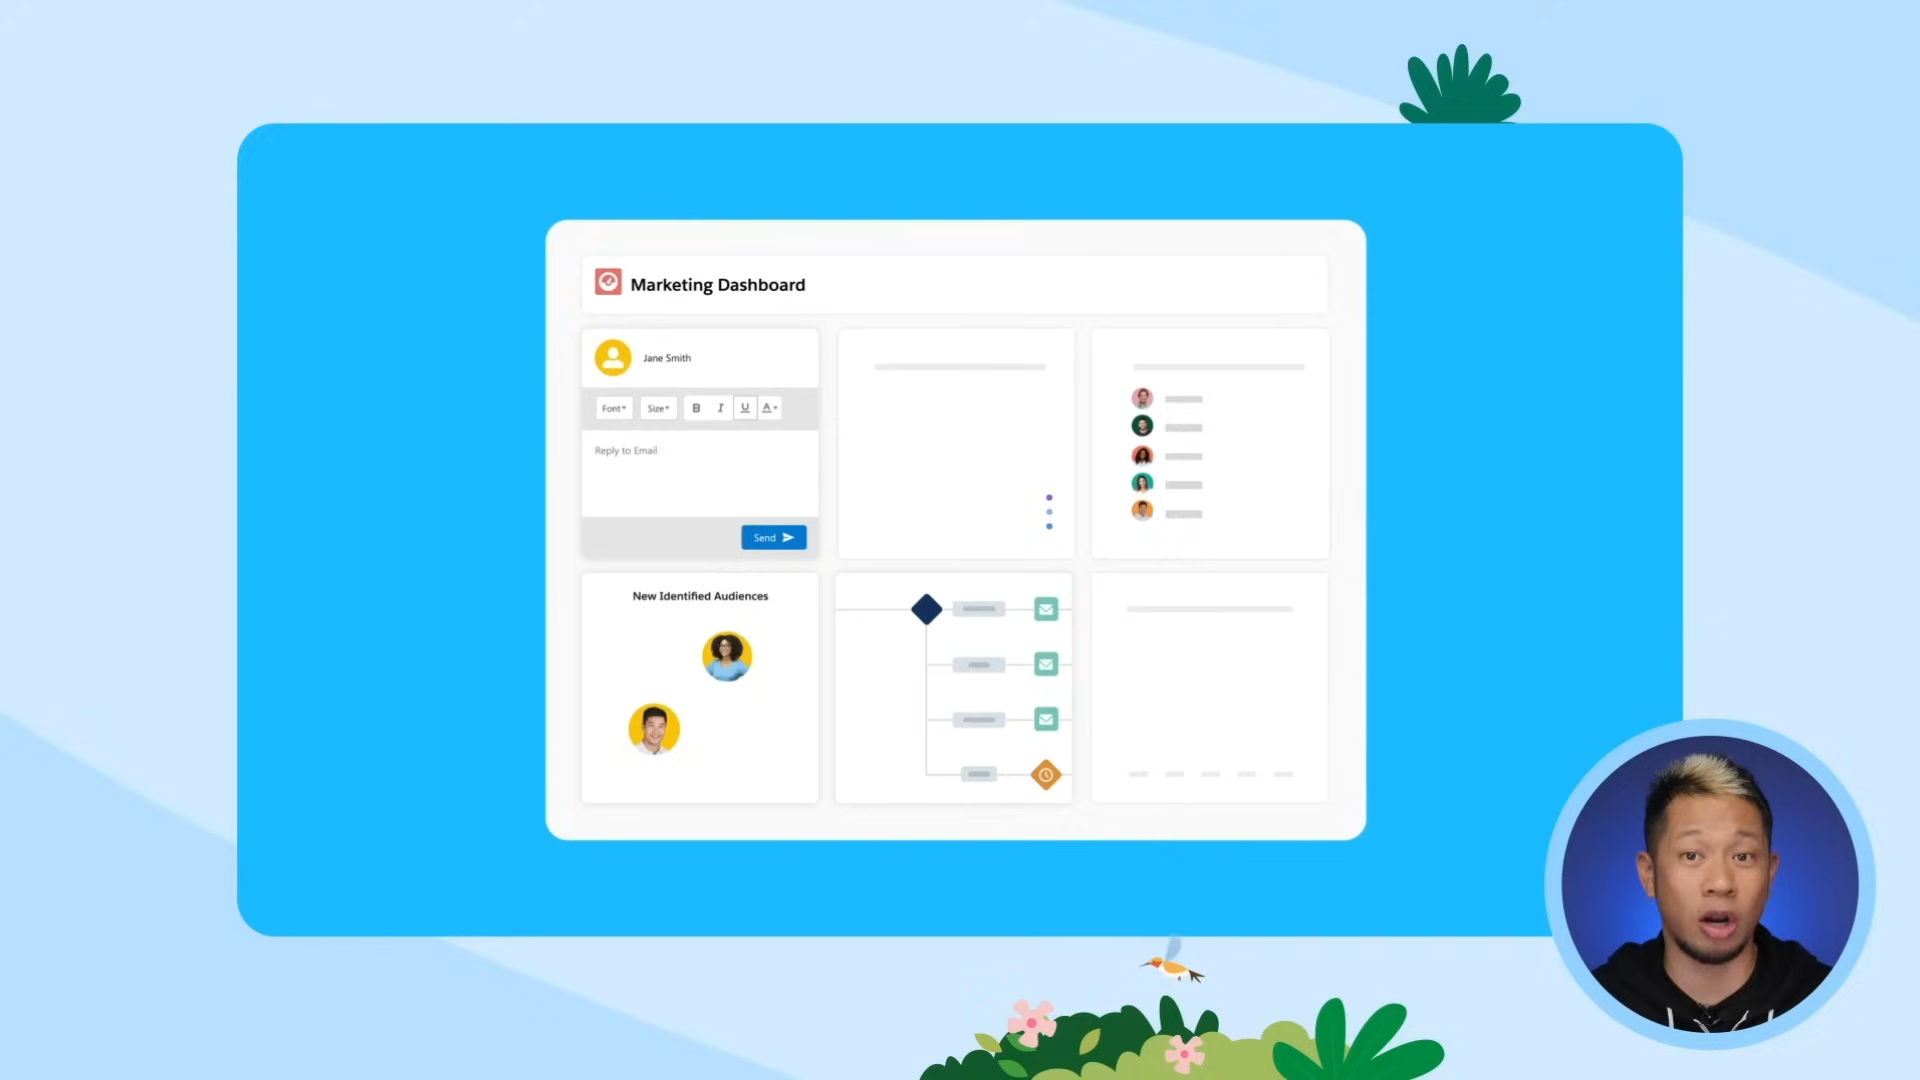 Marketing Dashboard
Jane Smith
Font Size B I U A
Reply to Email
Send
New Identified Audiences